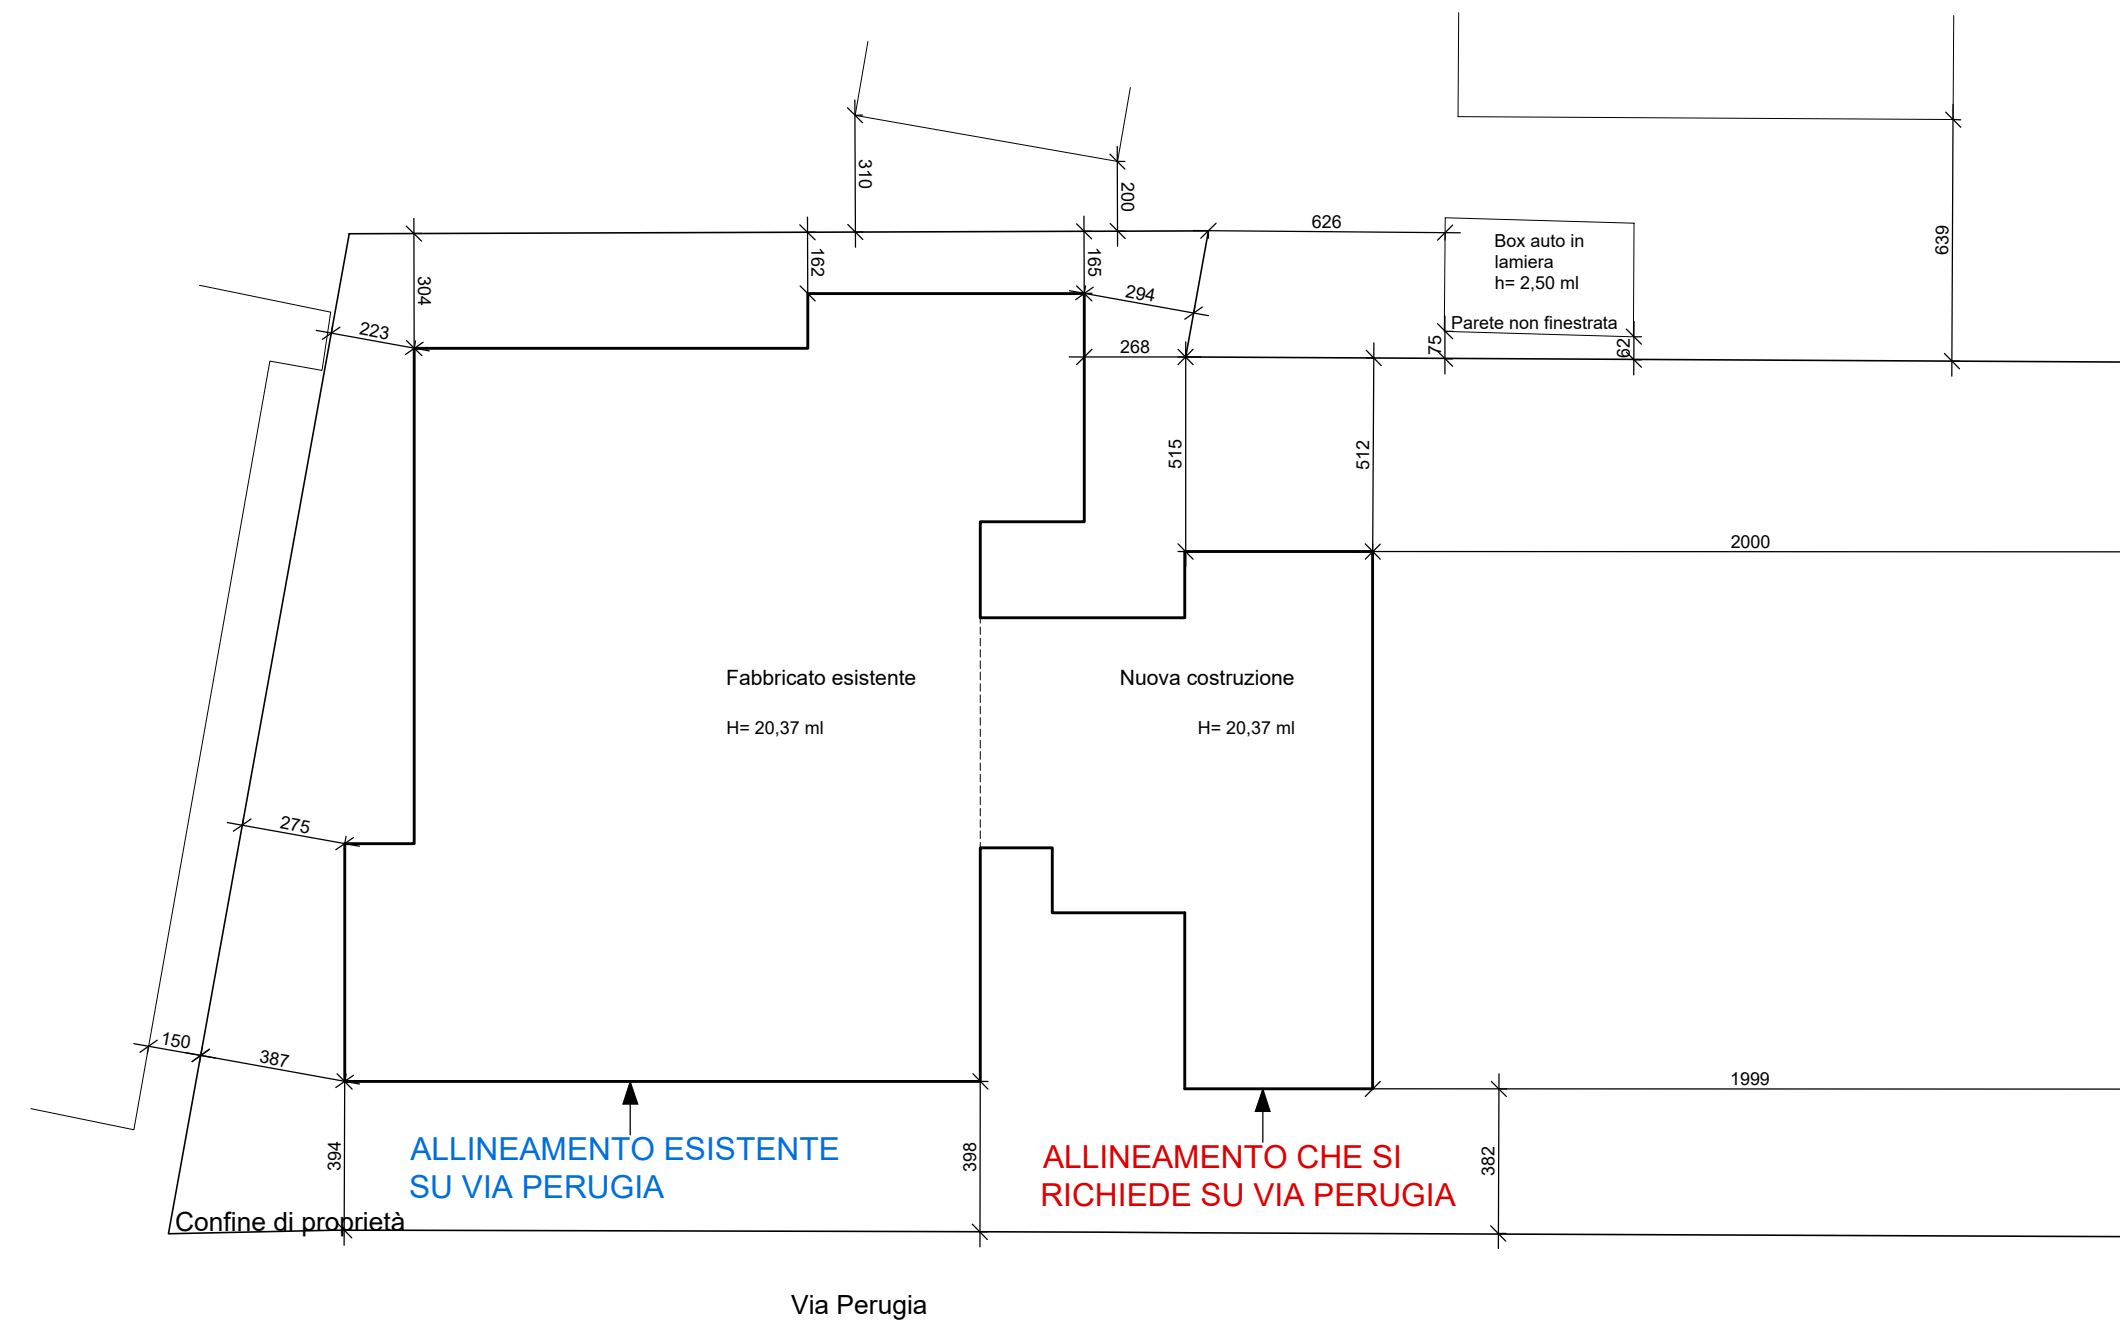 310
200
626
639
Box auto in
lamiera
h= 2,50 ml
304
162
165
294
223
Parete non finestrata
75
62
268
515
512
2000
Fabbricato esistente
H= 20,37 ml
Nuova costruzione
H= 20,37 ml
275
150
387
1999
394
ALLINEAMENTO ESISTENTE
SU VIA PERUGIA
398
ALLINEAMENTO CHE SI
RICHIEDE SU VIA PERUGIA
382
Confine di proprietà
Via Perugia